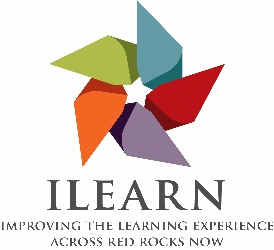 ILEARN
IMPROVING THE LEARNING EXPERIENCE
ACROSS RED ROCKS NOW